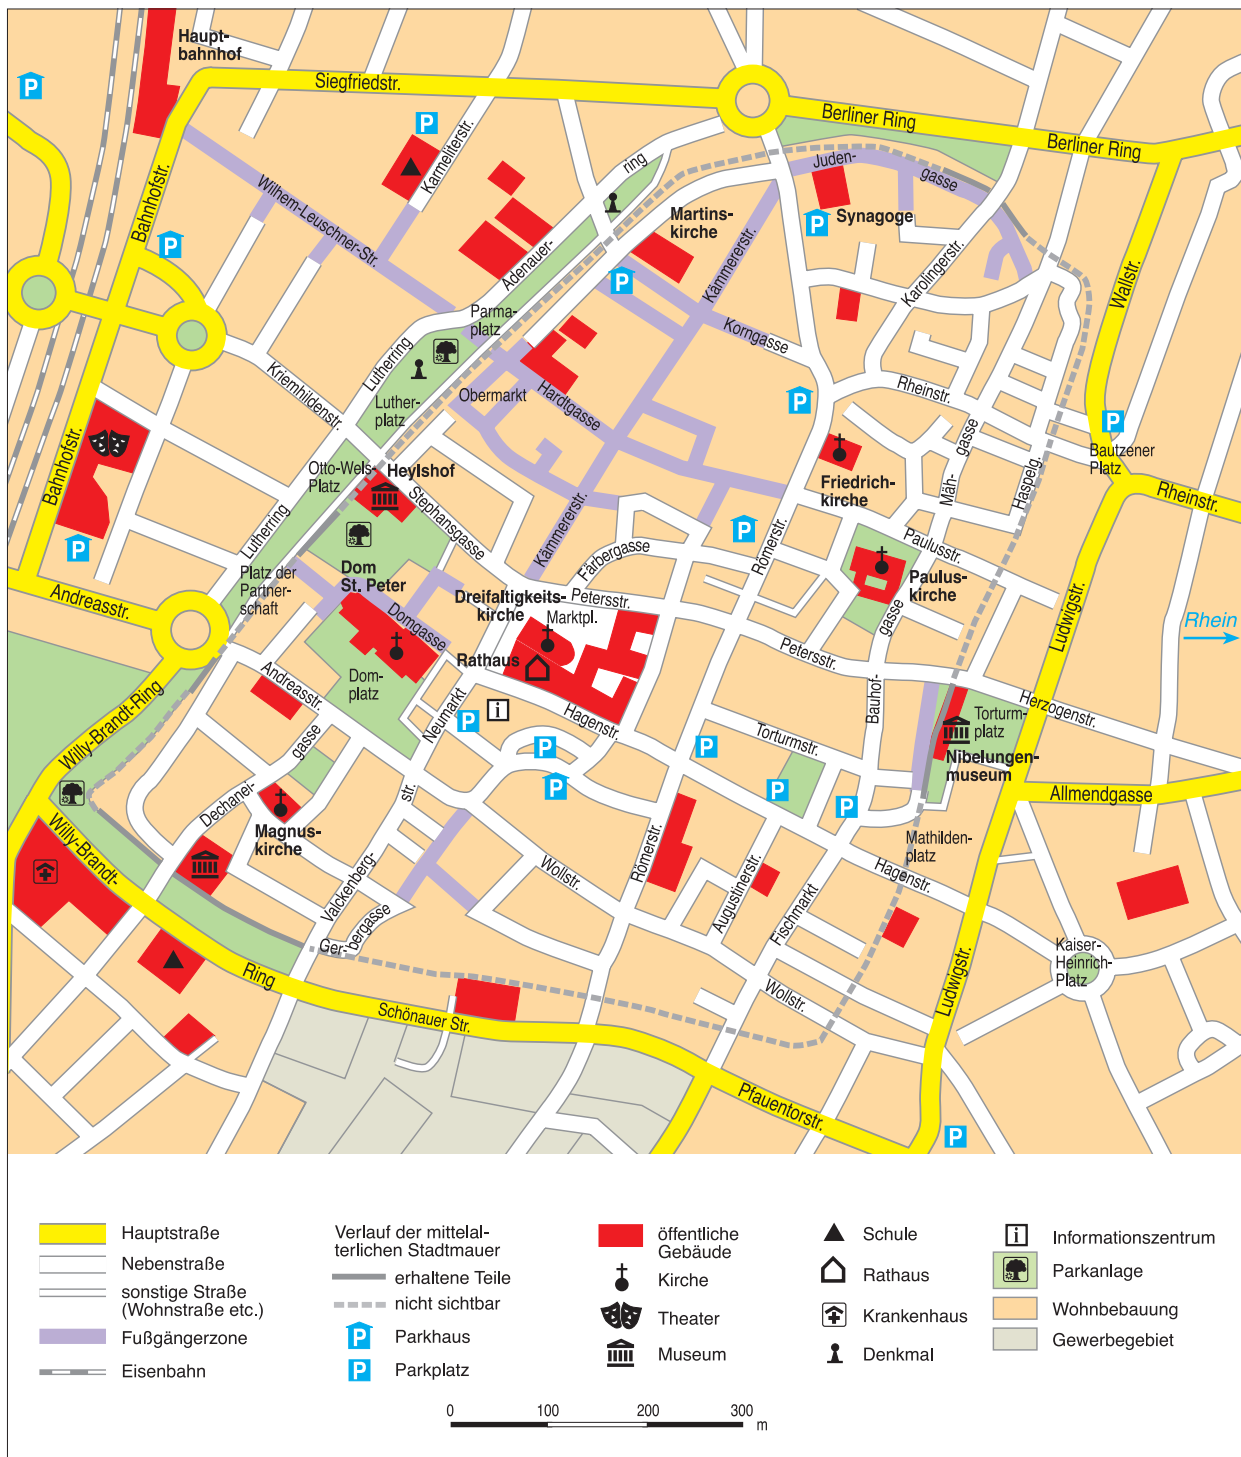 Haupt-
bahnhof
P
Siegfriedstr.
P
Berliner Ring
Berliner Ring
Bahnhofstr.
Karmeliterstr.
ring
Juden-
gasse
Wilhem-Leuschner-Str.
Martins-
kirche
P
Synagoge
P
Adenauer-
P
Kämmererstr.
Karolingerstr.
Wallstr.
Parma-
platz
Korngasse
Lutherring
Kriemhildenstr.
Luther-
platz
Obermarkt
Hardtgasse
P
Rheinstr.
P
Bautzener
Platz
Bahnhofstr.
Otto-Wels-
Platz
Heylshof
Friedrich-
kirche
Mäh-
gasse
Haspelg.
Rheinstr.
P
Lutherring
Stephansgasse
Kämmererstr.
P
Färbergasse
Römerstr.
Paulusstr.
Andreasstr.
Platz der
Partner-
schaft
Dom
St. Peter
Domgasse
Dreifaltigkeits-
kirche
Petersstr.
Marktpl.
Paulus-
kirche
gasse
Bauhof-
Ludwigstr.
Rhein
Rathaus
Petersstr.
Andreasstr.
Dom-
platz
Neumarkt
P
i
Hagenstr.
Torturmstr.
Herzogenstr.
Torturm-
platz
Willy-Brandt-Ring
P
P
P
Nibelungen-
museum
Dechanei-
gasse
P
P
Allmendgasse
Magnus-
kirche
str.
Valckenberg-
Willy-Brandt-
Ring
Wollstr.
Römerstr.
Mathilden-
platz
Hagenstr.
Augustinerstr.
Fischmarkt
Ger-
bergasse
Kaiser-
Heinrich-
Platz
Ludwigstr.
Wollstr.
Schönauer Str.
Pfauentorstr.
P
Hauptstraße
Nebenstraße
sonstige Straße
(Wohnstraße etc.)
Fußgängerzone
Eisenbahn
Verlauf der mittelal-
terlichen Stadtmauer
erhaltene Teile
nicht sichtbar
P Parkhaus
P Parkplatz
öffentliche
Gebäude
Kirche
Theater
Museum
Schule
Rathaus
Krankenhaus
Denkmal
i Informationszentrum
Parkanlage
Wohnbebauung
Gewerbegebiet
0 100 200 300
m